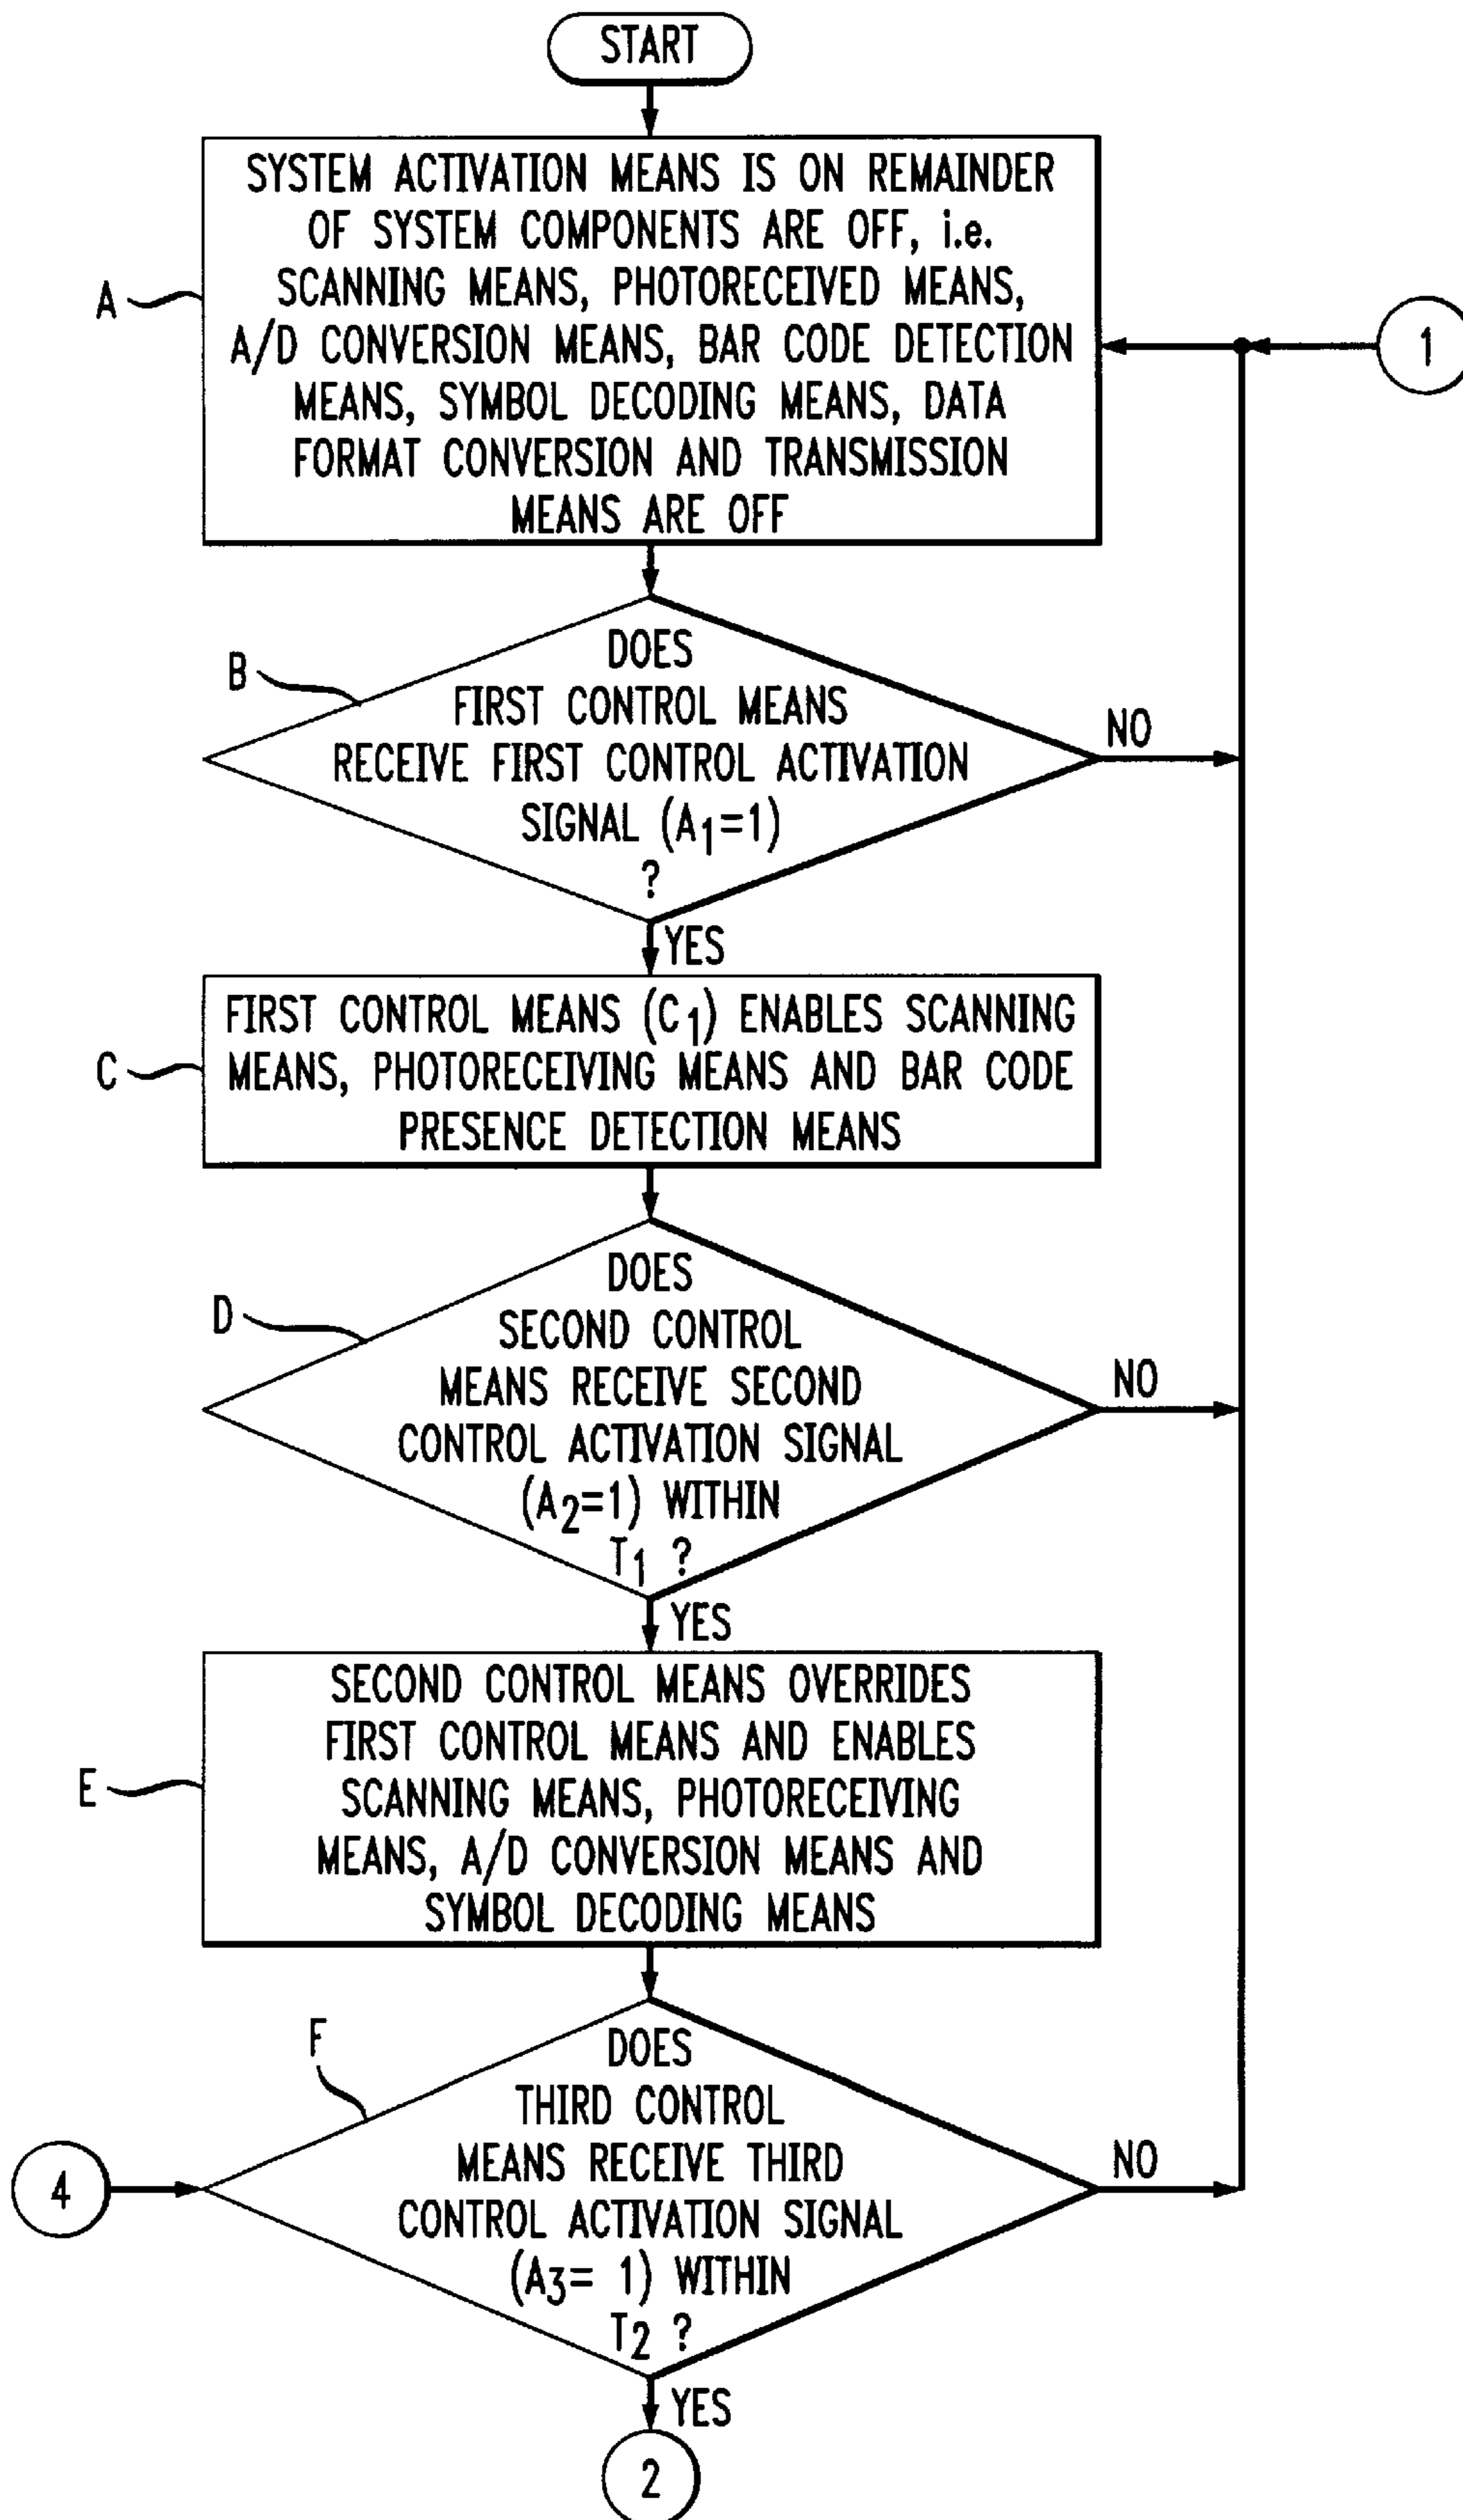 START
SYSTEM ACTIVATION MEANS IS ON REMAINDER
OF SYSTEM COMPONENTS ARE OFF, i.e.
SCANNING MEANS, PHOTORECEIVED MEANS,
A/D CONVERSION MEANS, BAR CODE DETECTION
MEANS, SYMBOL DECODING MEANS, DATA
FORMAT CONVERSION AND TRANSMISSION
MEANS ARE OFF
A
1
B
DOES
FIRST CONTROL MEANS
RECEIVE FIRST CONTROL ACTIVATION
SIGNAL (A₁=1)
?
NO
YES
C
FIRST CONTROL MEANS (C₁) ENABLES SCANNING
MEANS, PHOTORECEIVING MEANS AND BAR CODE
PRESENCE DETECTION MEANS
D
DOES
SECOND CONTROL
MEANS RECEIVE SECOND
CONTROL ACTIVATION SIGNAL
(A₂=1) WITHIN
T₁ ?
NO
YES
E
SECOND CONTROL MEANS OVERRIDES
FIRST CONTROL MEANS AND ENABLES
SCANNING MEANS, PHOTORECEIVING
MEANS, A/D CONVERSION MEANS AND
SYMBOL DECODING MEANS
F
4
DOES
THIRD CONTROL
MEANS RECEIVE THIRD
CONTROL ACTIVATION SIGNAL
(A₃= 1) WITHIN
T₂ ?
NO
YES
2